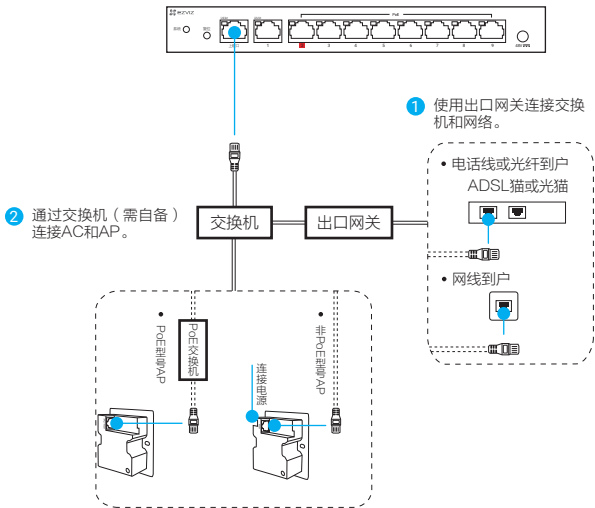 EZVIZ
PoE
1
3
4
5
6
7
8
9
1 使用出口网关连接交换
机和网络。
• 电话线或光纤到户
ADSL猫或光猫
• 网线到户
2 通过交换机（需自备）
连接AC和AP。
交换机
出口网关
• PoE型号AP
PoE交换机
连接电源
• 非PoE型号AP